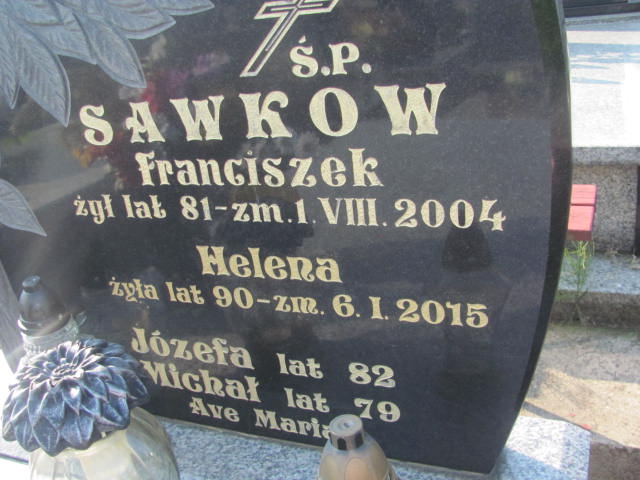 Ś.P.
SAWKOW
Franciszek
żył lat 81-zm.1.VIII.2004
Helena
żyła lat 90-zm. 6.I.2015
Józefa lat 82
Michał lat 79
Ave Maria